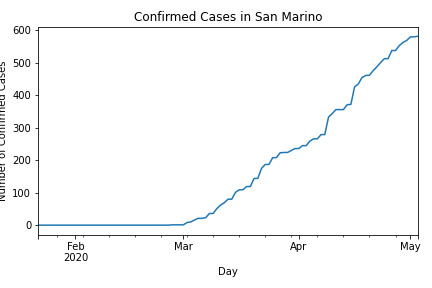 Confirmed Cases in San Marino
Number of Confirmed Cases
600
500
400
300
200
100
0
Feb
2020
Mar
Apr
May
Day